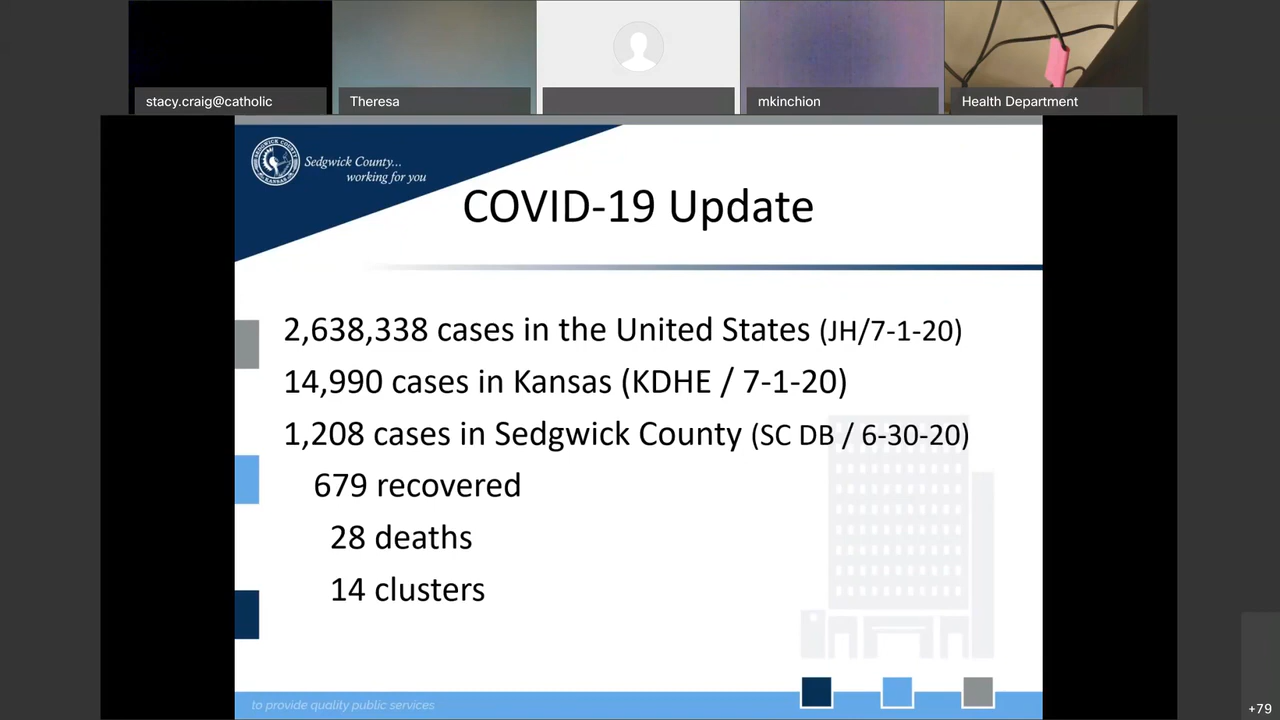 stacy.craig@catholic
Theresa
mkinchion
Health Department
Sedgwick County...
working for you
COVID-19 Update
2,638,338 cases in the United States (JH/7-1-20)
14,990 cases in Kansas (KDHE / 7-1-20)
1,208 cases in Sedgwick County (SC DB / 6-30-20)
679 recovered
28 deaths
14 clusters
to provide quality public services
+79